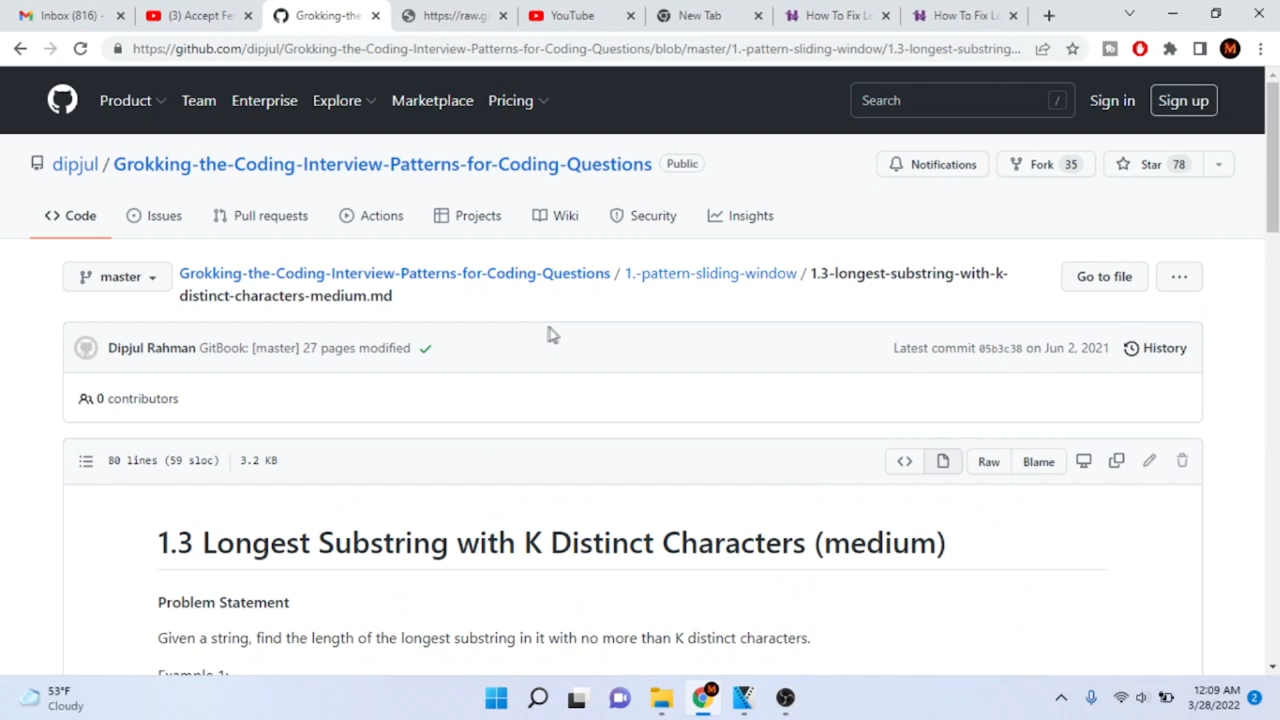 Inbox (816) -
(3) Accept Fe
Grokking-the-
https://raw.g
YouTube
New Tab
How To Fix Lo
How To Fix Lo
https://github.com/dipjul/Grokking-the-Coding-Interview-Patterns-for-Coding-Questions/blob/master/1.-pattern-sliding-window/1.3-longest-substring...
M
Product
Team
Enterprise
Explore
Marketplace
Pricing
Search
/
Sign in
Sign up
dipjul / Grokking-the-Coding-Interview-Patterns-for-Coding-Questions
Public
Notifications
Fork 35
Star 78
<> Code
Issues
Pull requests
Actions
Projects
Wiki
Security
Insights
master
Grokking-the-Coding-Interview-Patterns-for-Coding-Questions / 1.-pattern-sliding-window / 1.3-longest-substring-with-k-
distinct-characters-medium.md
Go to file
...
Dipjul Rahman GitBook: [master] 27 pages modified
Latest commit 05b3c38 on Jun 2, 2021
History
0 contributors
80 lines (59 sloc)
3.2 KB
Raw
Blame
1.3 Longest Substring with K Distinct Characters (medium)
Problem Statement
Given a string, find the length of the longest substring in it with no more than K distinct characters.
Example 1:
53°F
Cloudy
M
12:09 AM
3/28/2022
2